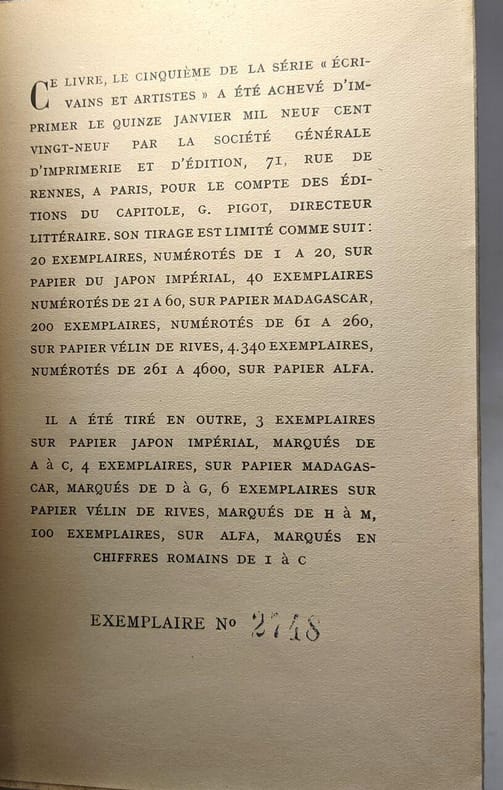 CE LIVRE, LE CINQUIÈME DE LA SÉRIE « ÉCRI-
VAINS ET ARTISTES » A ÉTÉ ACHEVÉ D'IM-
PRIMER LE QUINZE JANVIER MIL NEUF CENT
VINGT-NEUF PAR LA SOCIÉTÉ GÉNÉRALE
D'IMPRIMERIE ET D'ÉDITION, 71, RUE DE
RENNES, A PARIS, POUR LE COMPTE DES ÉDI-
TIONS DU CAPITOLE, G. PIGOT, DIRECTEUR
LITTÉRAIRE. SON TIRAGE EST LIMITÉ COMME SUIT :
20 EXEMPLAIRES, NUMÉROTÉS DE 1 A 20, SUR
PAPIER DU JAPON IMPÉRIAL, 40 EXEMPLAIRES
NUMÉROTÉS DE 21 A 60, SUR PAPIER MADAGASCAR,
200 EXEMPLAIRES, NUMÉROTÉS DE 61 A 260,
SUR PAPIER VÉLIN DE RIVES, 4.340 EXEMPLAIRES,
NUMÉROTÉS DE 261 A 4600, SUR PAPIER ALFA.
IL A ÉTÉ TIRÉ EN OUTRE, 3 EXEMPLAIRES
SUR PAPIER JAPON IMPÉRIAL, MARQUÉS DE
A à C, 4 EXEMPLAIRES, SUR PAPIER MADAGAS-
CAR, MARQUÉS DE D à G, 6 EXEMPLAIRES SUR
PAPIER VÉLIN DE RIVES, MARQUÉS DE H à M,
100 EXEMPLAIRES, SUR ALFA, MARQUÉS EN
CHIFFRES ROMAINS DE I à C
EXEMPLAIRE Nº 2748